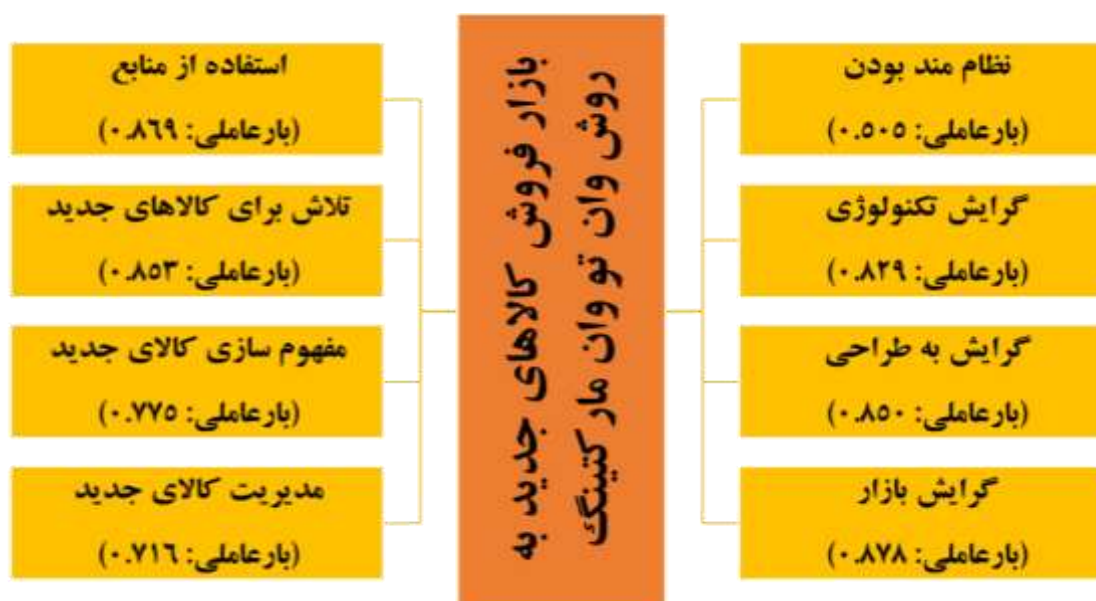 نظام مند بودن
(بارعاملی: ۰.۵۰۵)
گرایش تکنولوژی
(بارعاملی: ۰.۸۲۹)
گرایش به طراحی
(بارعاملی: ۰.۸۵۰)
گرایش بازار
(بارعاملی: ۰.۸۷۸)
بازار فروش کالاهای جدید به
روش وان تو وان مارکتینگ
استفاده از منابع
(بارعاملی: ۰.۸۶۹)
تلاش برای کالاهای جدید
(بارعاملی: ۰.۸۵۳)
مفهوم سازی کالای جدید
(بارعاملی: ۰.۷۷۵)
مدیریت کالای جدید
(بارعاملی: ۰.۷۱۶)